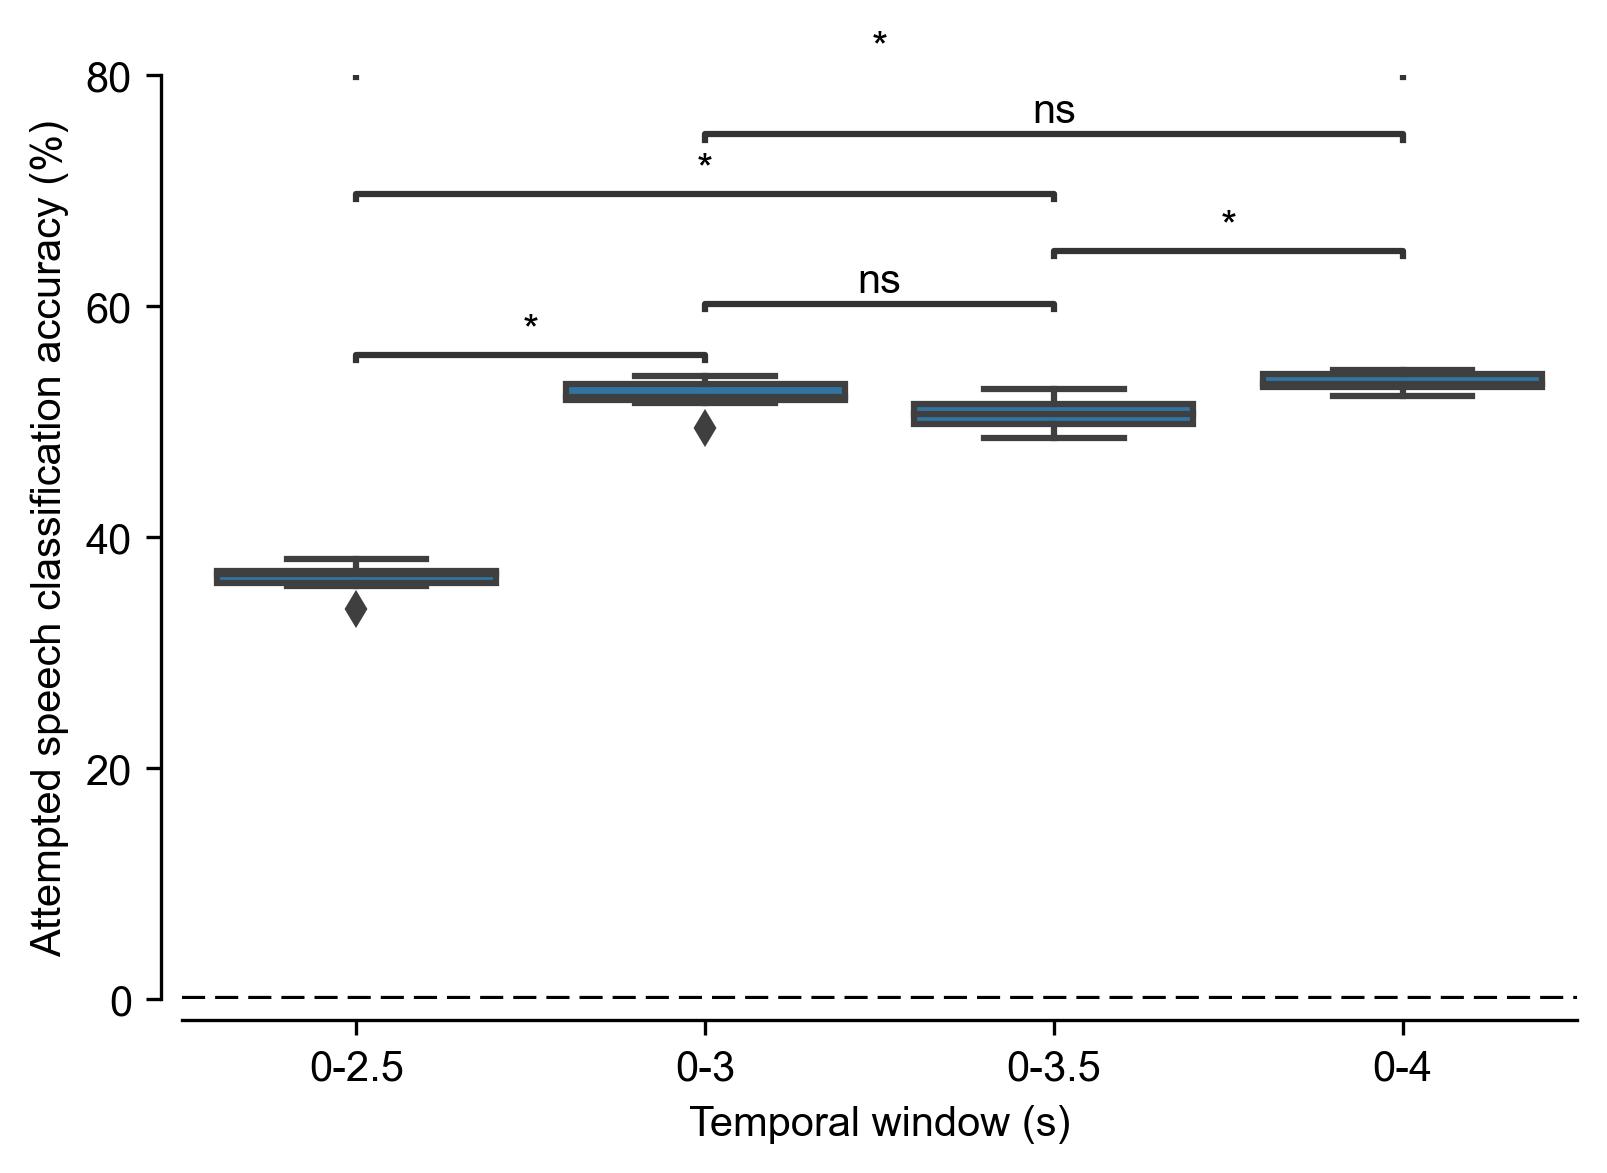 *
80
ns
*
*
60
ns
*
40
20
0
Attempted speech classification accuracy (%)
0-2.5 0-3 0-3.5 0-4
Temporal window (s)